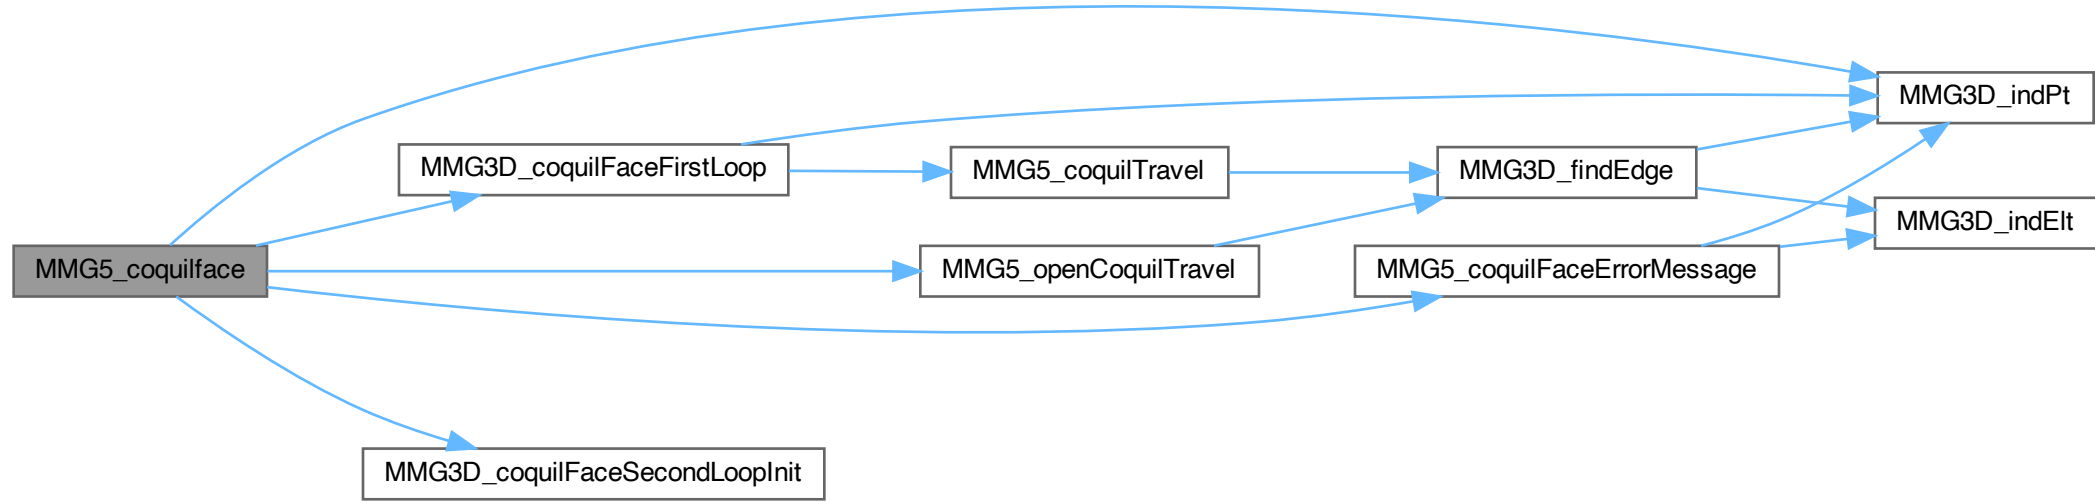 MMG3D_indPt
MMG3D_coquilFaceFirstLoop
MMG5_coquilTravel
MMG3D_findEdge
MMG3D_indElt
MMG5_coquilface
MMG5_openCoquilTravel
MMG5_coquilFaceErrorMessage
MMG3D_coquilFaceSecondLoopInit